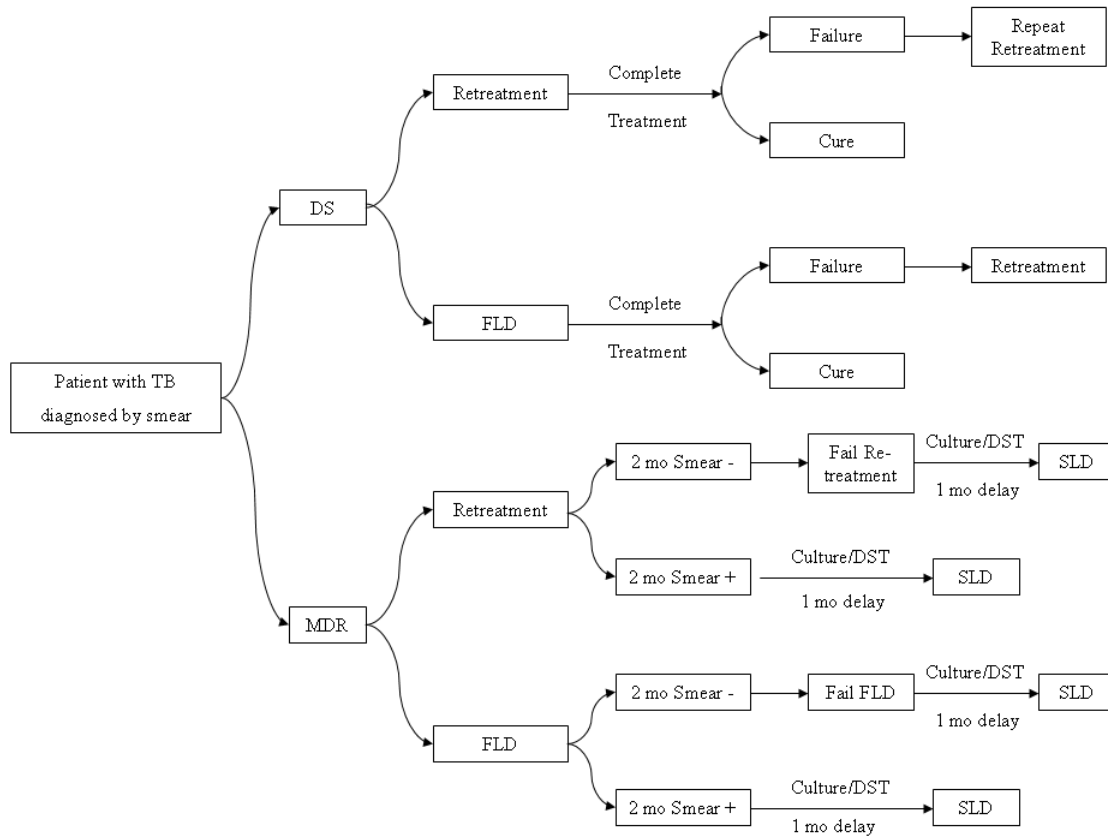 Patient with TB
diagnosed by smear
DS
Retreatment
Complete
Treatment
Failure
Repeat
Retreatment
Cure
FLD
Complete
Treatment
Failure
Retreatment
Cure
MDR
Retreatment
2 mo Smear -
Fail Re-
treatment
Culture/DST
1 mo delay
SLD
2 mo Smear +
Culture/DST
1 mo delay
SLD
FLD
2 mo Smear -
Fail FLD
Culture/DST
1 mo delay
SLD
2 mo Smear +
Culture/DST
1 mo delay
SLD